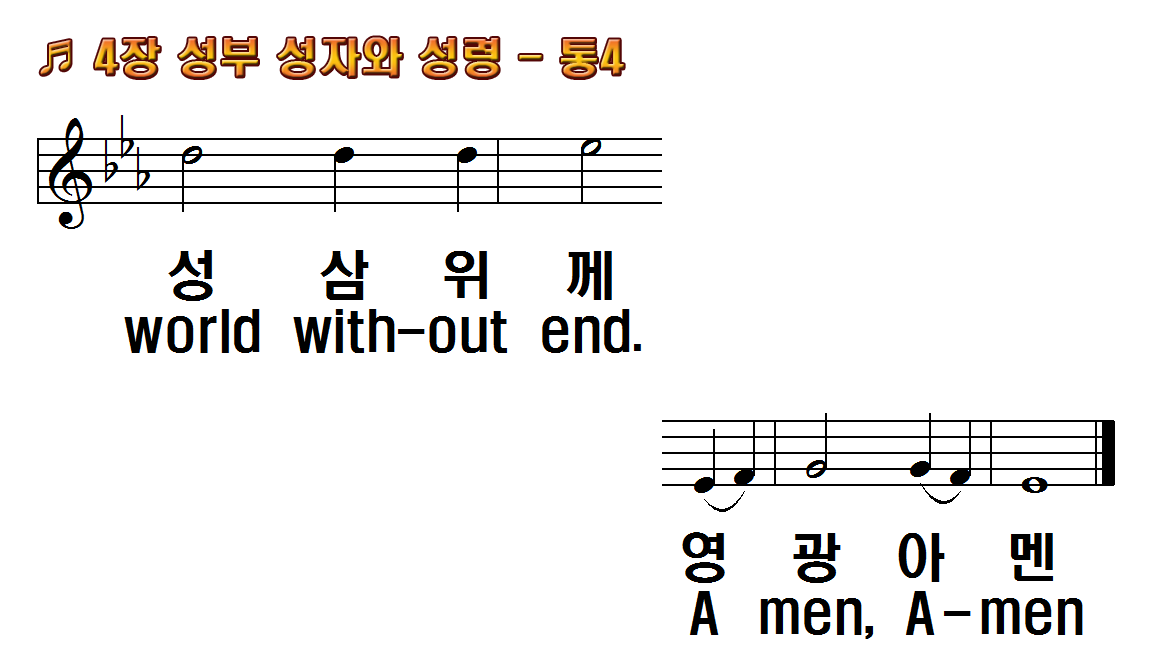 4장 성부 성자와 성령 - 통4
성 삼 위 께
world with-out end.
영 광 아 멘
A men, A-men